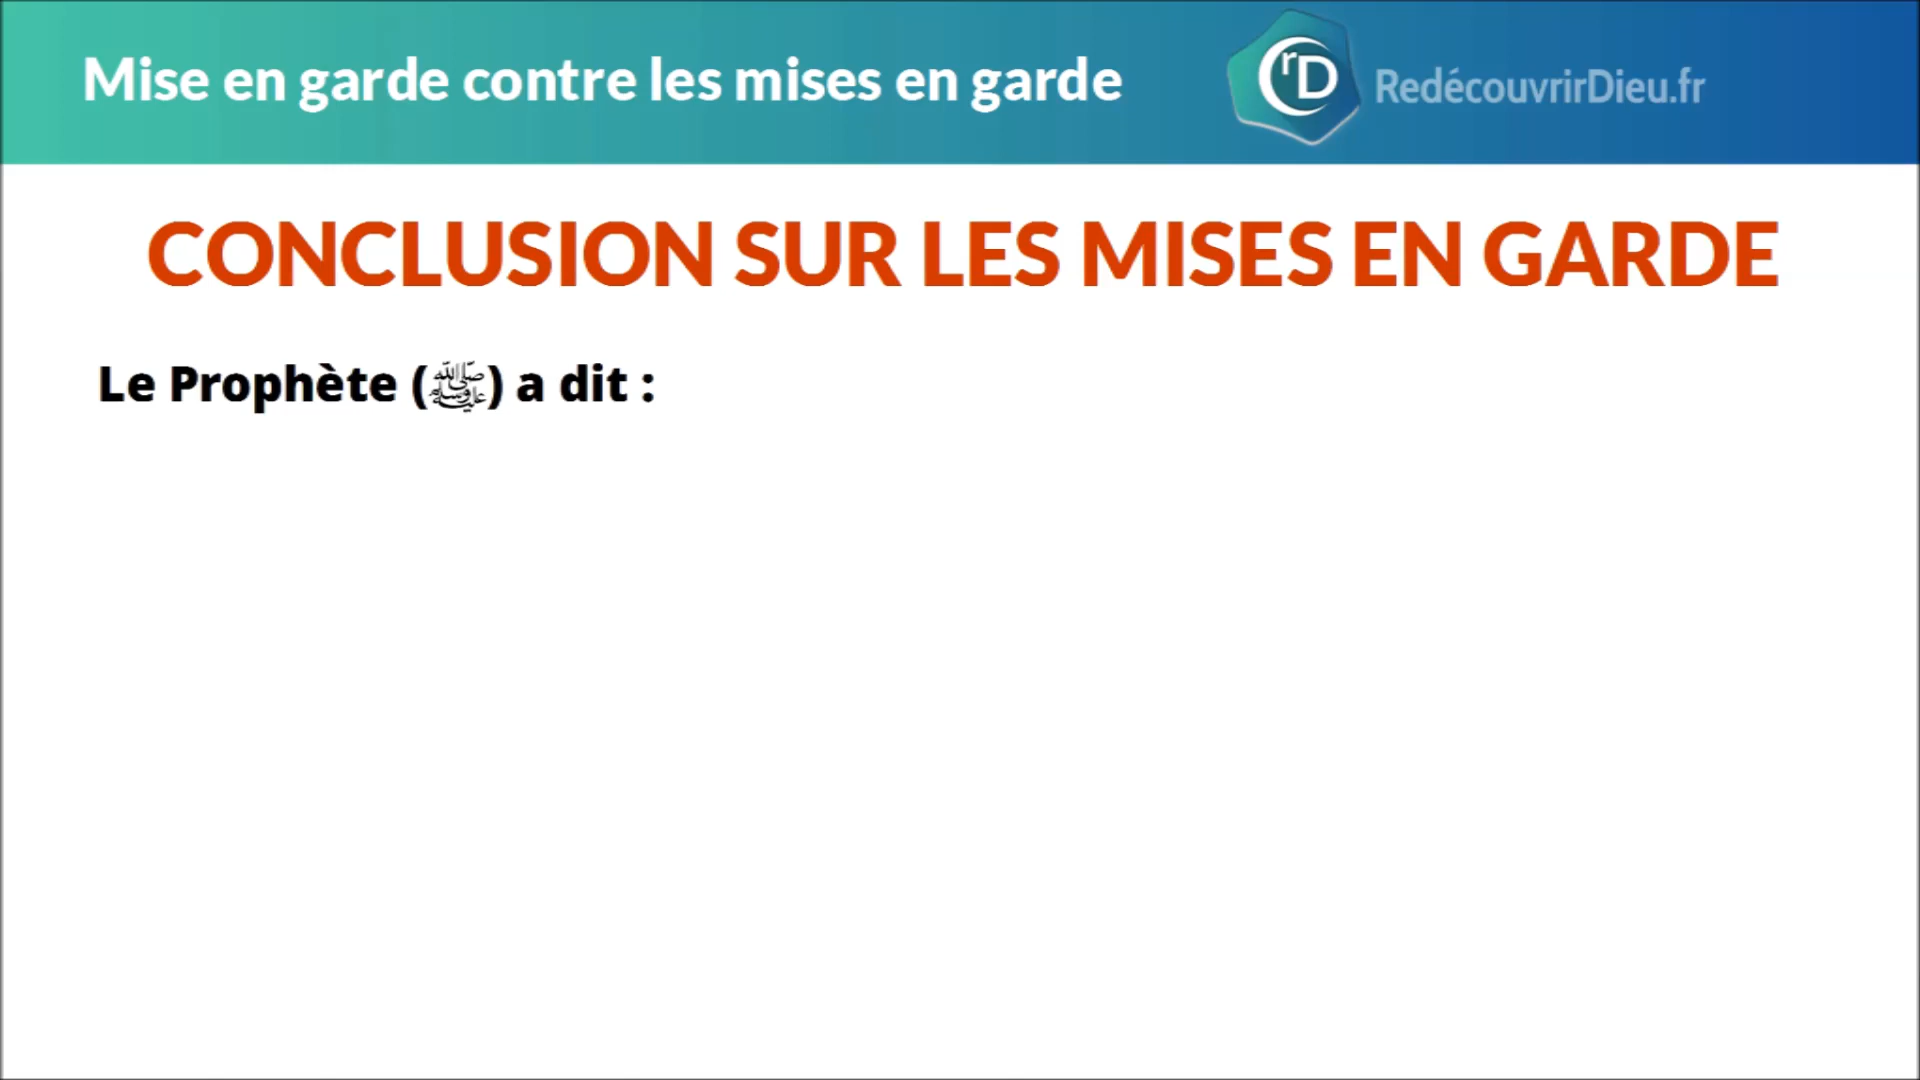 Mise en garde contre les mises en garde
rD
RedécouvrirDieu.fr
CONCLUSION SUR LES MISES EN GARDE
Le Prophète (ﷺ) a dit :